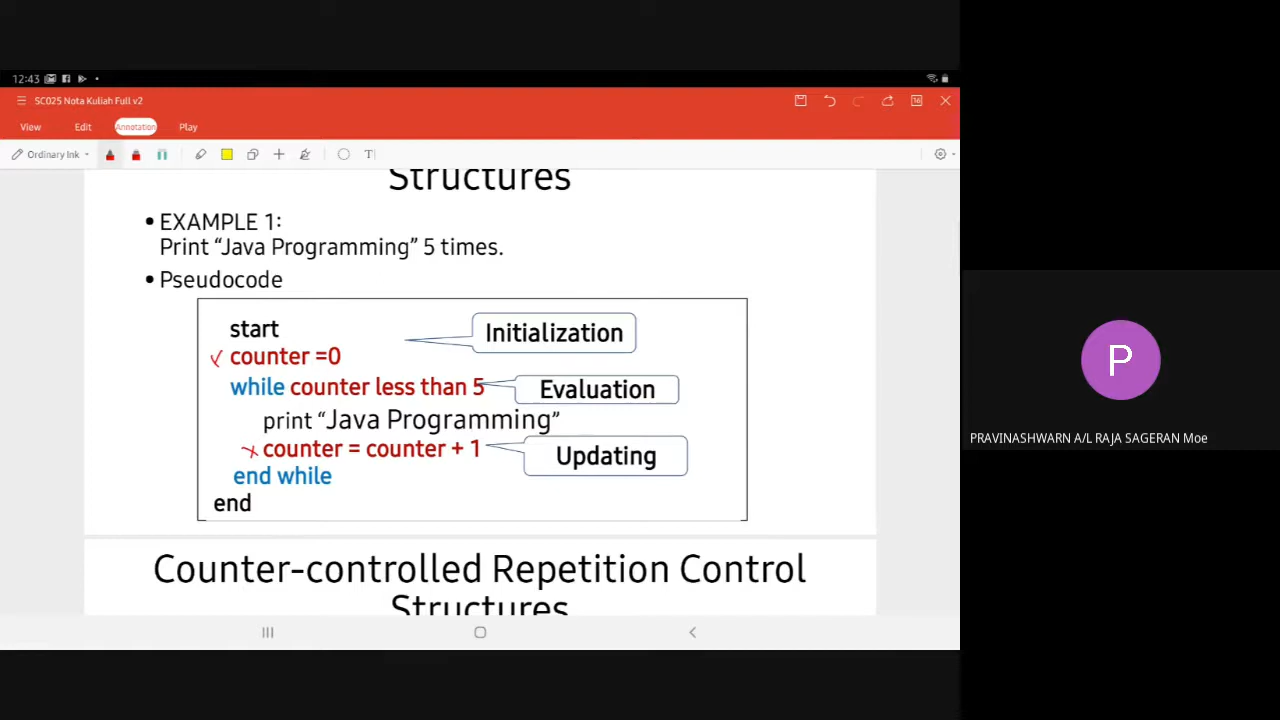 12:43
SC025 Nota Kuliah Full v2
16
View Edit Annotation Play
Ordinary Ink T
Structures
• EXAMPLE 1:
Print “Java Programming” 5 times.
• Pseudocode
start
Initialization
counter =0
while counter less than 5
Evaluation
print “Java Programming”
counter = counter + 1
Updating
end while
end
Counter-controlled Repetition Control
Structures
P
PRAVINASHWARN A/L RAJA SAGERAN Moe